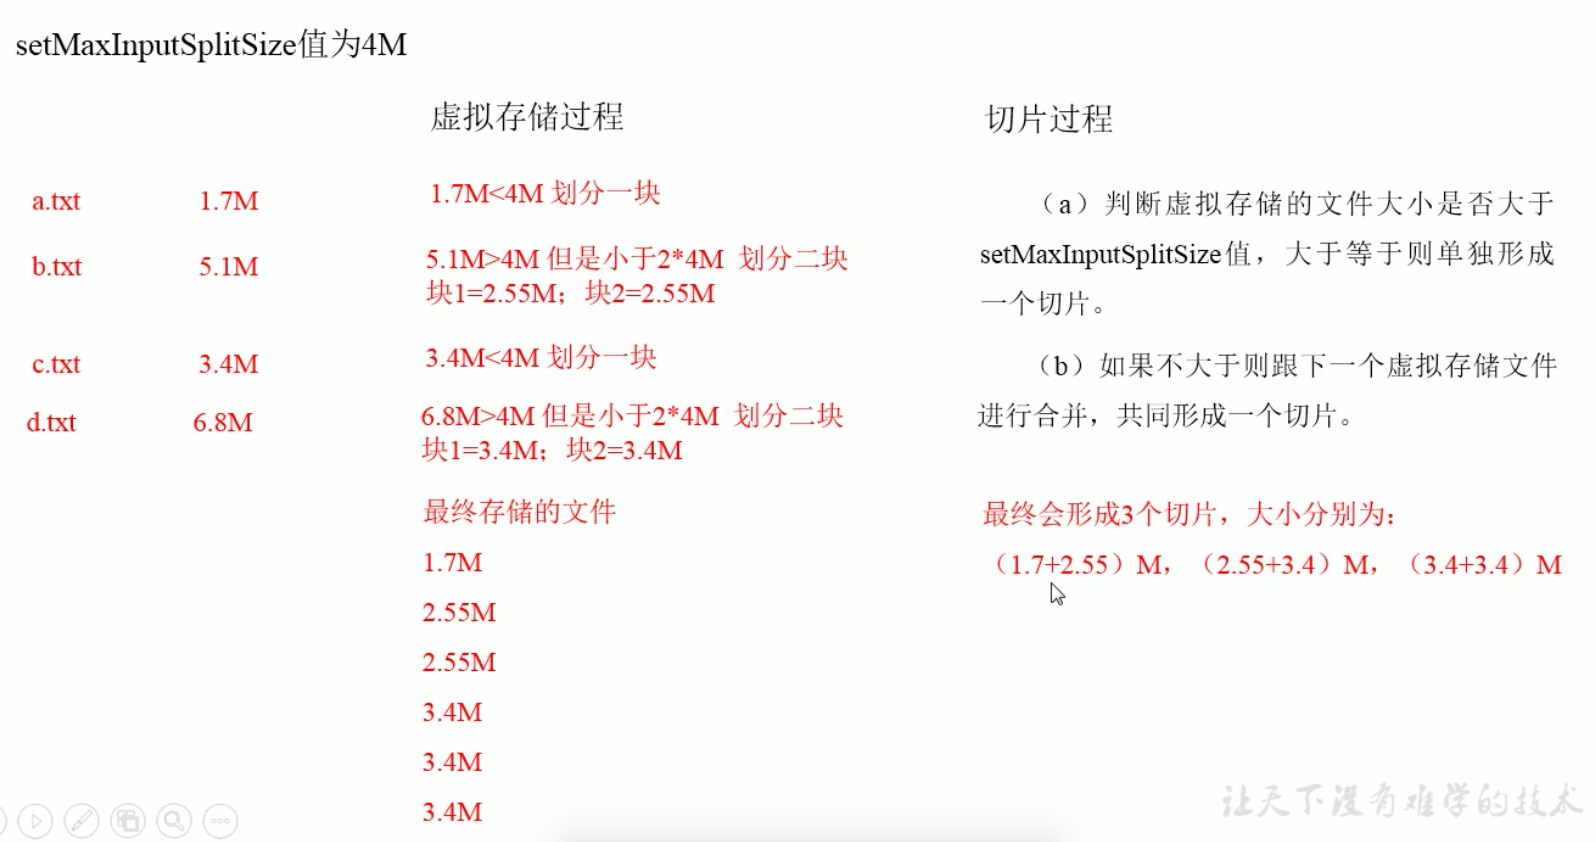 setMaxInputSplitSize值为4M
虚拟存储过程
切片过程
a.txt 1.7M
1.7M<4M 划分一块
b.txt 5.1M
5.1M>4M 但是小于2*4M 划分二块
块1=2.55M；块2=2.55M
c.txt 3.4M
3.4M<4M 划分一块
d.txt 6.8M
6.8M>4M 但是小于2*4M 划分二块
块1=3.4M；块2=3.4M
最终存储的文件
1.7M
2.55M
2.55M
3.4M
3.4M
3.4M
（a）判断虚拟存储的文件大小是否大于
setMaxInputSplitSize值，大于等于则单独形成
一个切片。
（b）如果不大于则跟下一个虚拟存储文件
进行合并，共同形成一个切片。
最终会形成3个切片，大小分别为：
（1.7+2.55）M，（2.55+3.4）M，（3.4+3.4）M
让天下没有难学的技术